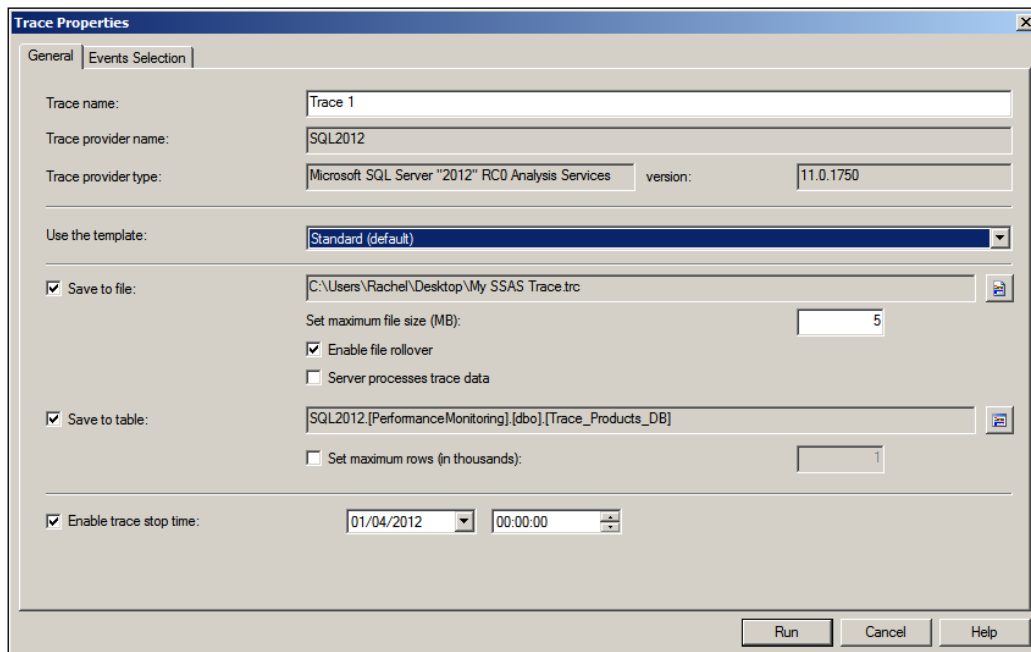 Trace Properties
General Events Selection
Trace name: Trace 1
Trace provider name: SQL2012
Trace provider type: Microsoft SQL Server "2012" RC0 Analysis Services version: 11.0.1750
Use the template: Standard (default)
Save to file: C:\Users\Rachel\Desktop\My SSAS Trace.trc
Set maximum file size (MB): 5
Enable file rollover
Server processes trace data
Save to table: SQL2012.[PerformanceMonitoring].[dbo].[Trace_Products_DB]
Set maximum rows (in thousands): 1
Enable trace stop time: 01/04/2012 00:00:00
Run Cancel Help